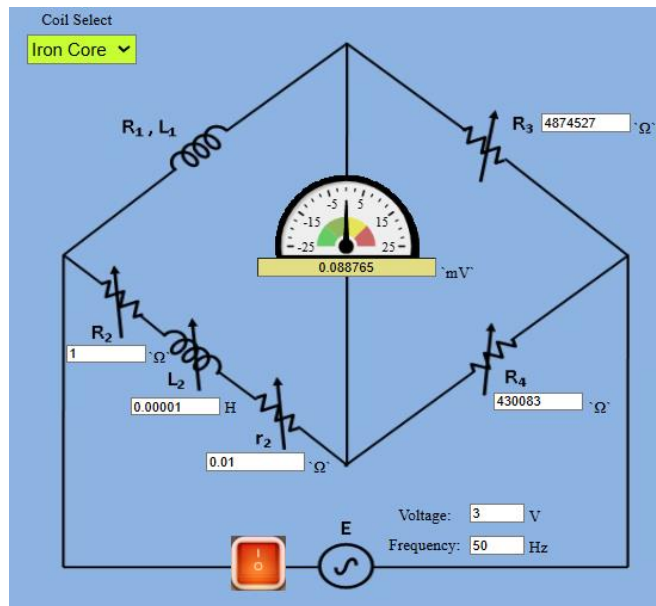 Coil Select
Iron Core
R₁ , L₁
R₃ 4874527 `Ω`
-25 -15 -5 5 15 25
0.088765 `mV`
R₂
1 `Ω`
L₂
0.00001 H
r₂
0.01 `Ω`
R₄
430083 `Ω`
Voltage: 3 V
E
Frequency: 50 Hz
I
O